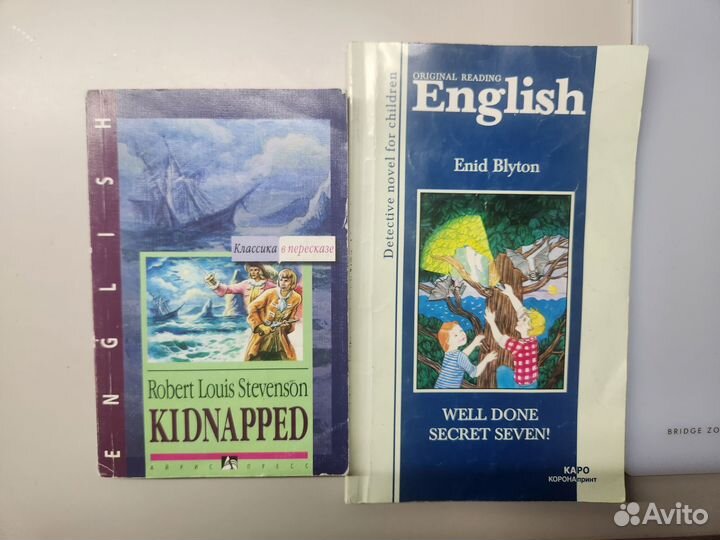 ENGLISH
Классика в пересказе
Robert Louis Stevenson
KIDNAPPED
АЙРИС ПРЕСС
Detective novel for children
ORIGINAL READING
English
Enid Blyton
WELL DONE
SECRET SEVEN!
КАРО
КОРОНА принт
BRIDGE ZO
Avito